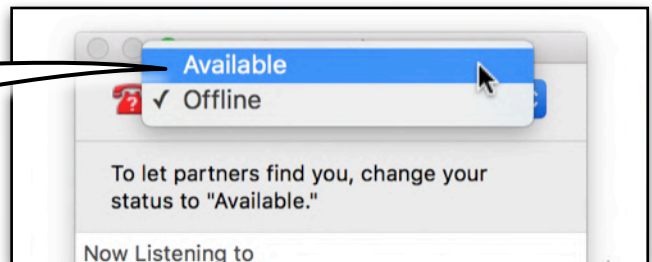 Available
✓ Offline
To let partners find you, change your
status to "Available."
Now Listening to